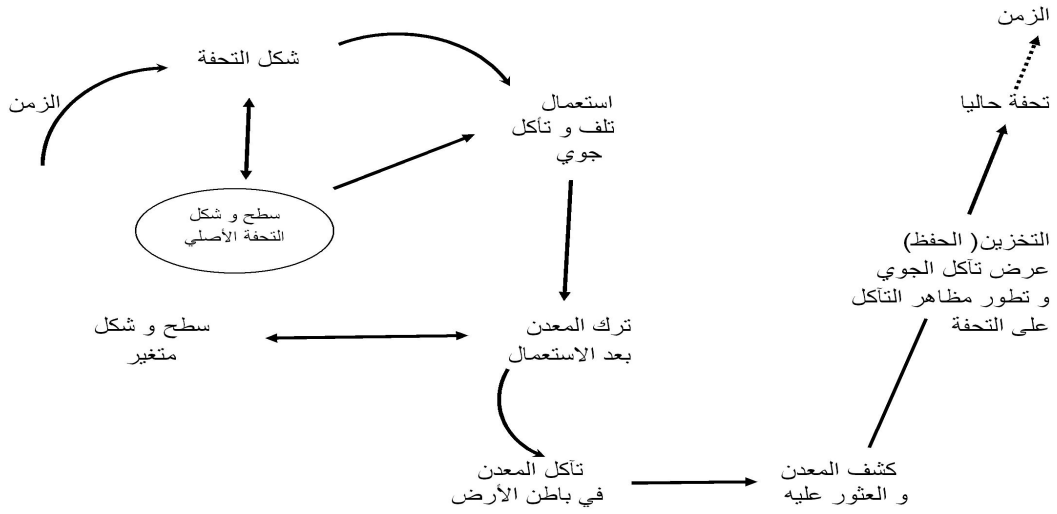 الزمن
شكل التحفة
سطح و شكل
التحفة الأصلي
استعمال
تلف و تأكل
جوي
ترك المعدن
بعد الاستعمال
سطح و شكل
متغير
تآكل المعدن
في باطن الأرض
كشف المعدن
و العثور عليه
التخزين( الحفظ)
عرض تآكل الجوي
و تطور مظاهر التآكل
على التحفة
تحفة حاليا
الزمن